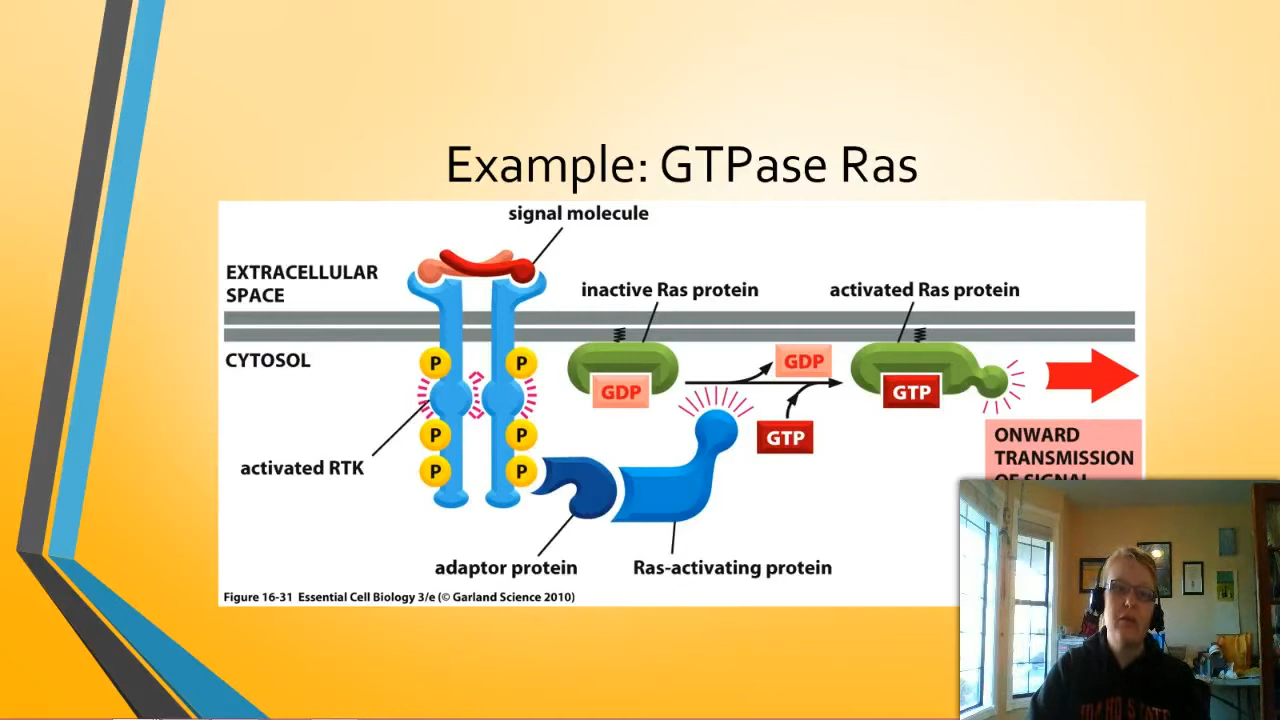 Example: GTPase Ras
signal molecule
EXTRACELLULAR
SPACE
inactive Ras protein
activated Ras protein
CYTOSOL
P
P
GDP
GDP
GTP
GTP
P
P
ONWARD
TRANSMISSION
OF SIGNAL
activated RTK
P
P
adaptor protein
Ras-activating protein
Figure 16-31 Essential Cell Biology 3/e (© Garland Science 2010)
IDAHO STATE